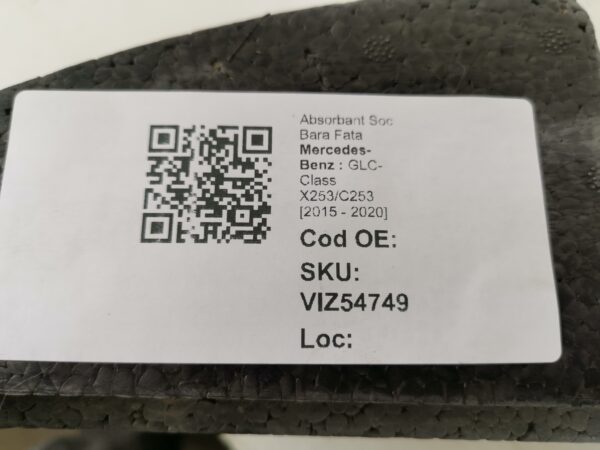 Absorbant Soc
Bara Fata
Mercedes-
Benz : GLC-
Class
X253/C253
[2015 - 2020]
Cod OE:
SKU:
VIZ54749
Loc: